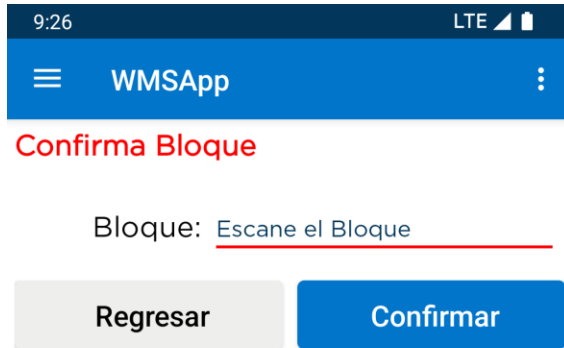 9:26 LTE
WMSApp
Confirma Bloque
Bloque: Escane el Bloque
Regresar Confirmar